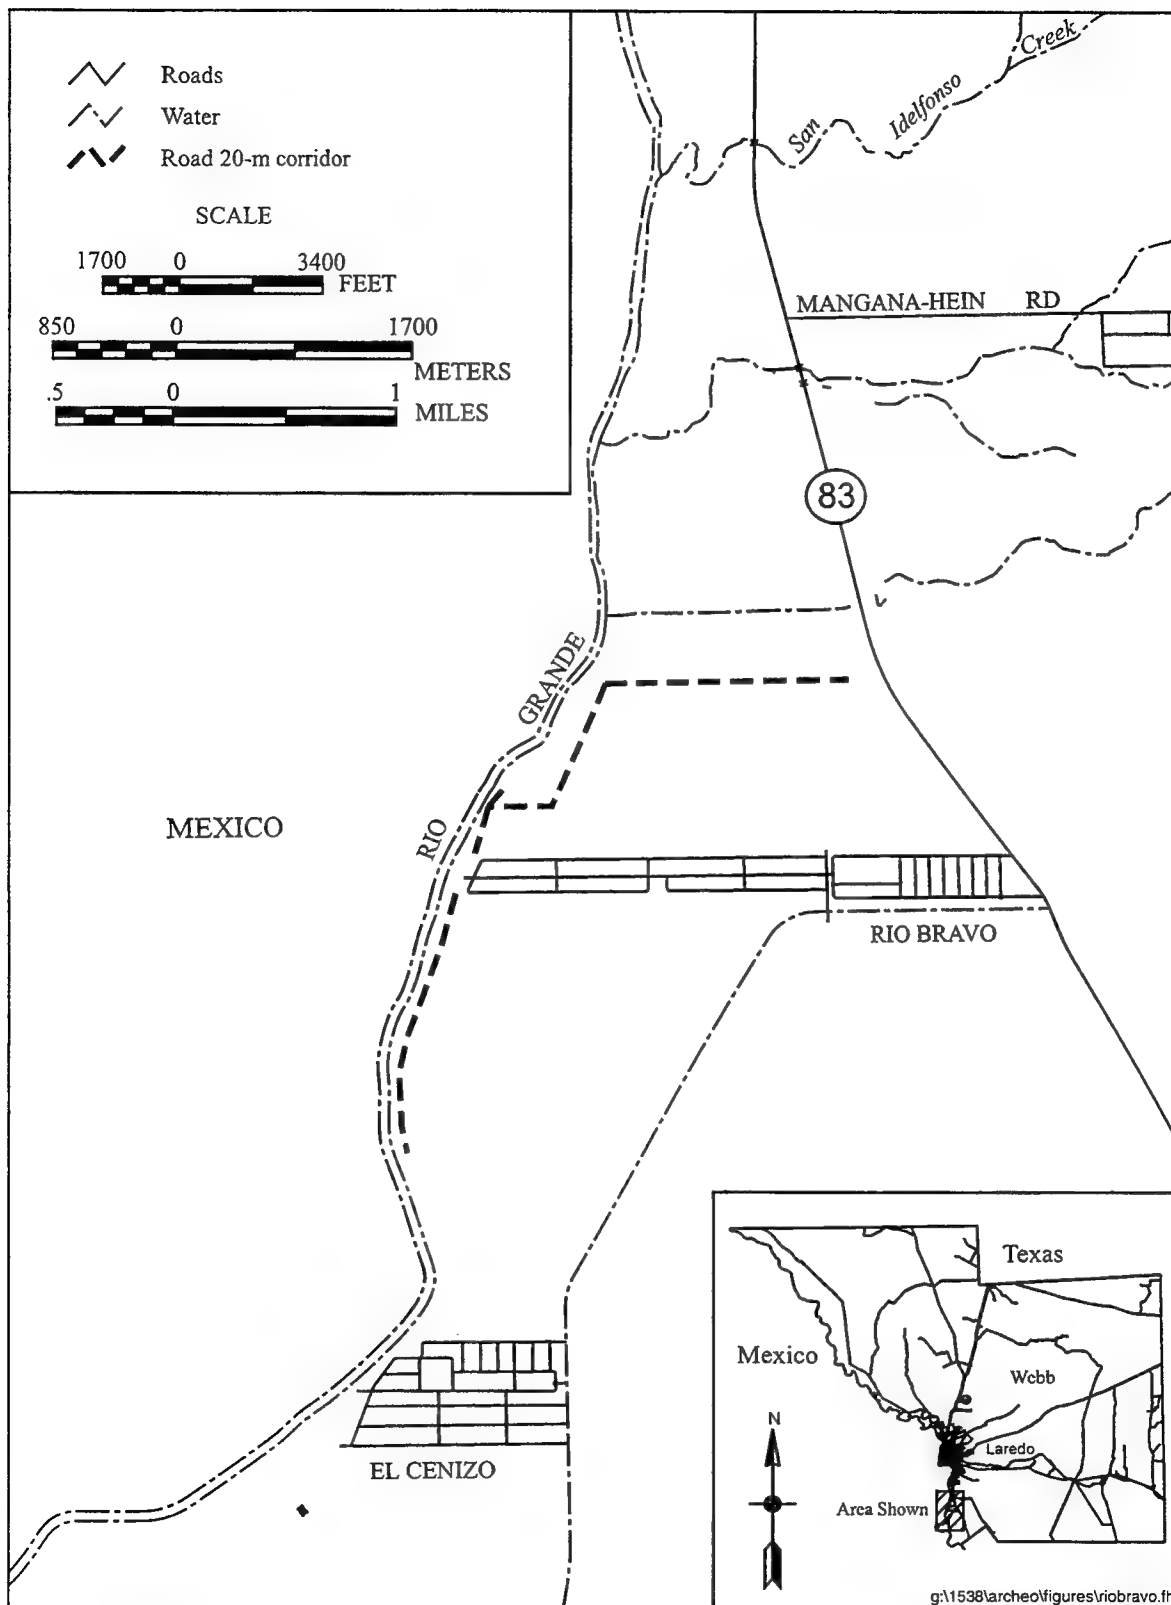 Roads
Water
Road 20-m corridor
SCALE
1700 0 3400
FEET
850 0 1700
METERS
.5 0 1
MILES
Creek
Idelfonso
San
MANGANA-HEIN RD
83
GRANDE
RIO
MEXICO
RIO BRAVO
EL CENIZO
Texas
Mexico
Webb
N
Laredo
Area Shown
g:\1538\archeo\figures\riobravo.fh